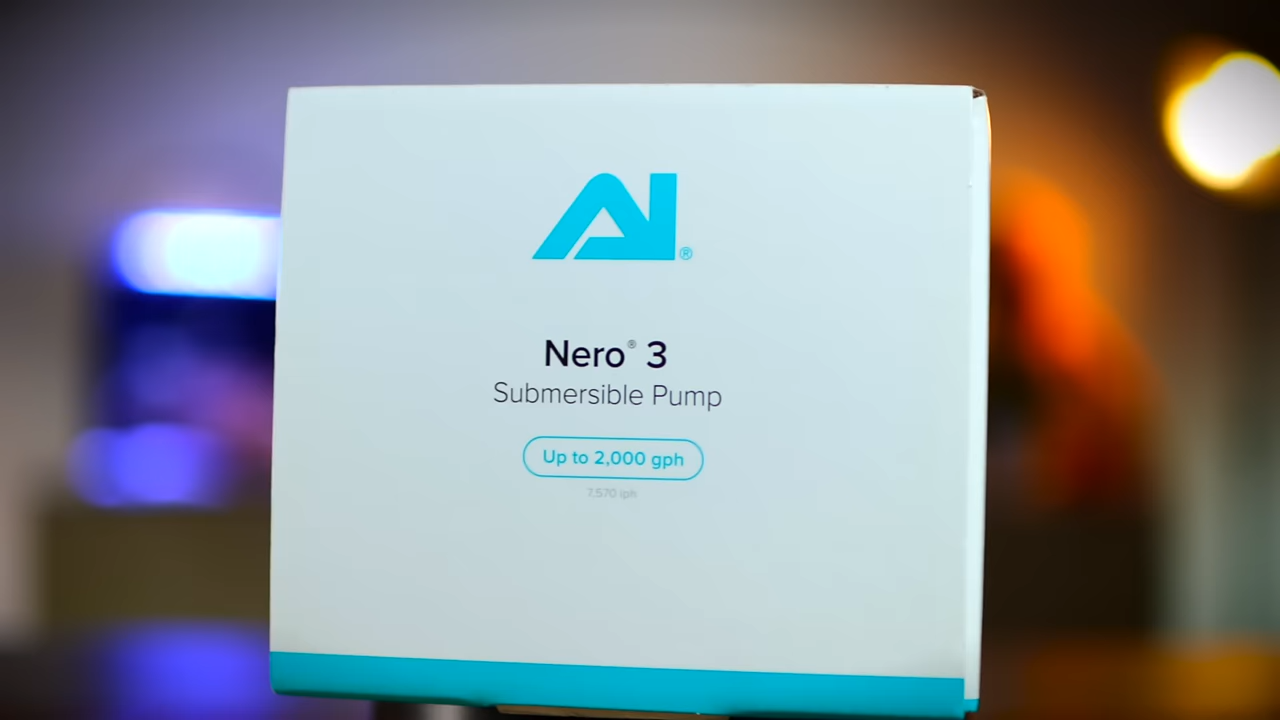 AI®
Nero® 3
Submersible Pump
Up to 2,000 gph
7,570 lph